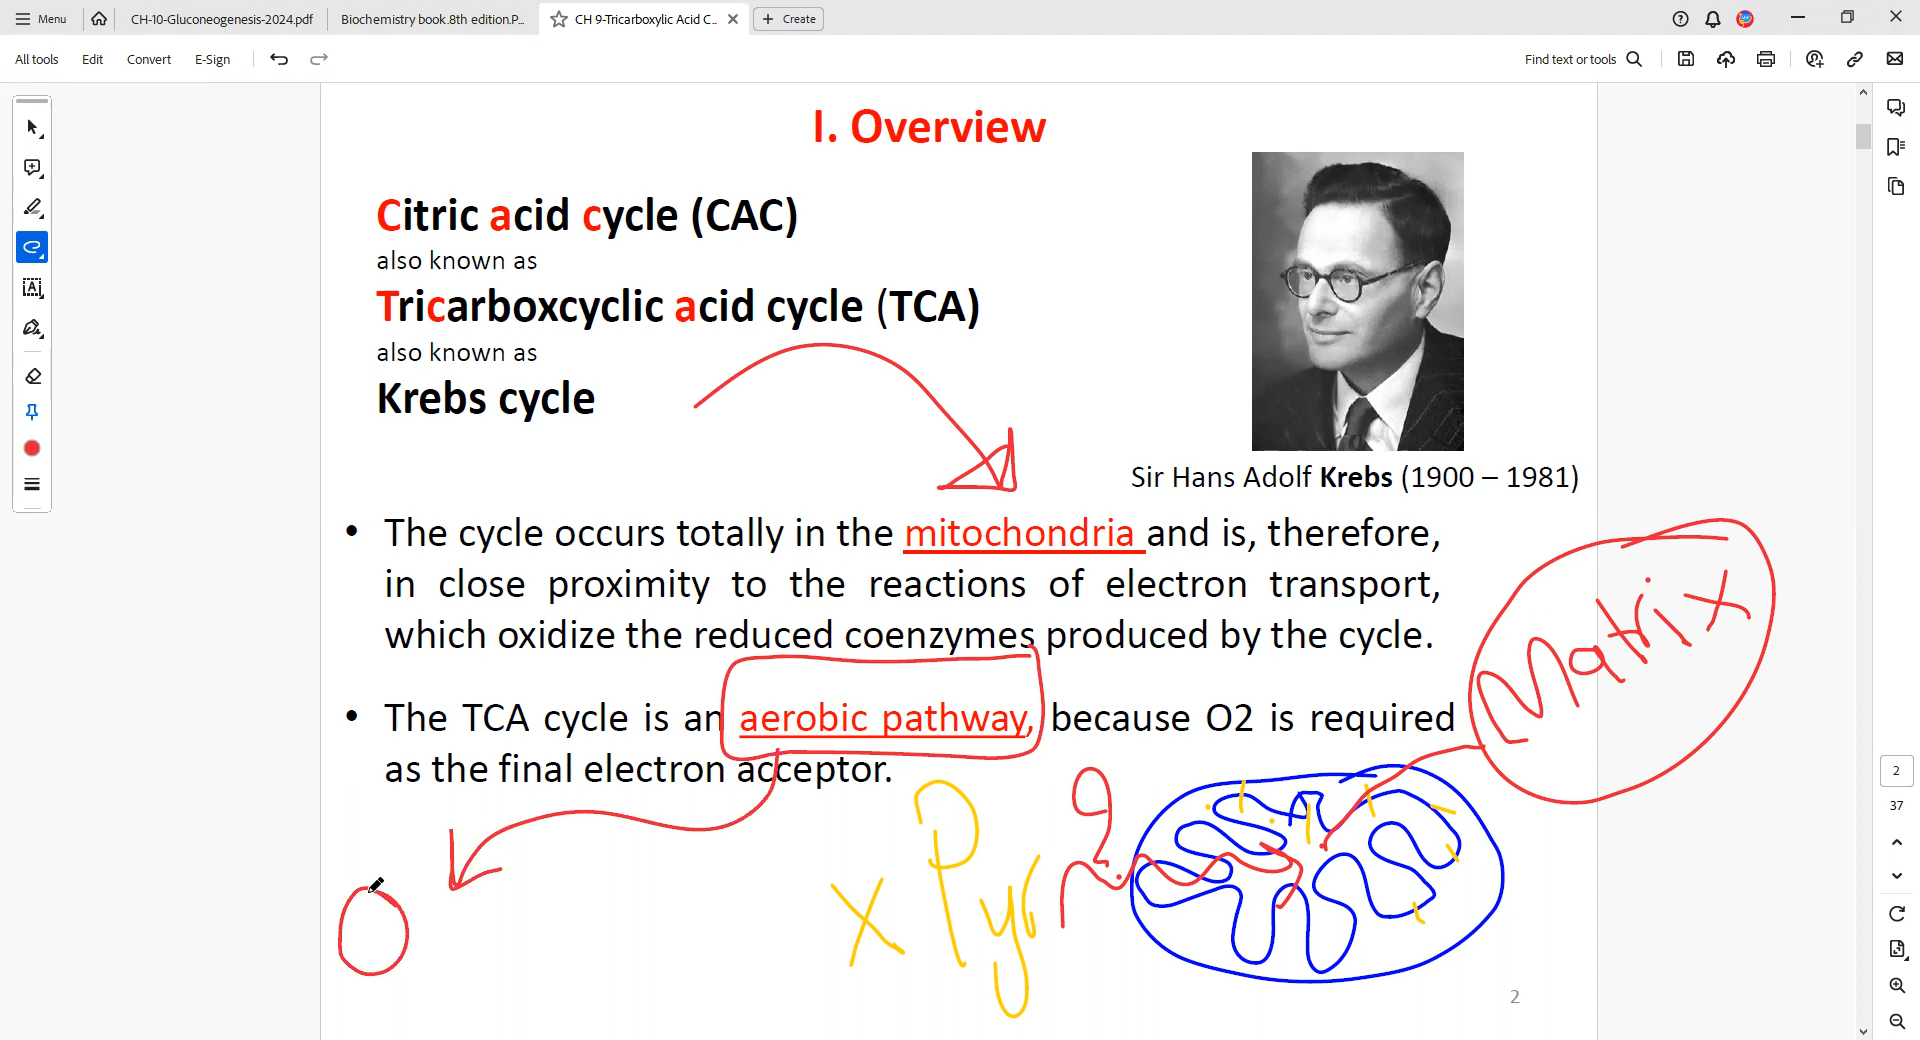 Menu
CH-10-Gluconeogenesis-2024.pdf
Biochemistry book.8th edition.P...
CH 9-Tricarboxylic Acid C...
Create
All tools
Edit
Convert
E-Sign
Find text or tools
I. Overview
Citric acid cycle (CAC)
also known as
Tricarboxcyclic acid cycle (TCA)
also known as
Krebs cycle
Sir Hans Adolf Krebs (1900 – 1981)
• The cycle occurs totally in the mitochondria and is, therefore,
in close proximity to the reactions of electron transport,
which oxidize the reduced coenzymes produced by the cycle.
Matrix
• The TCA cycle is an aerobic pathway, because O2 is required
as the final electron acceptor.
x Pyr
?
O
2
2
37